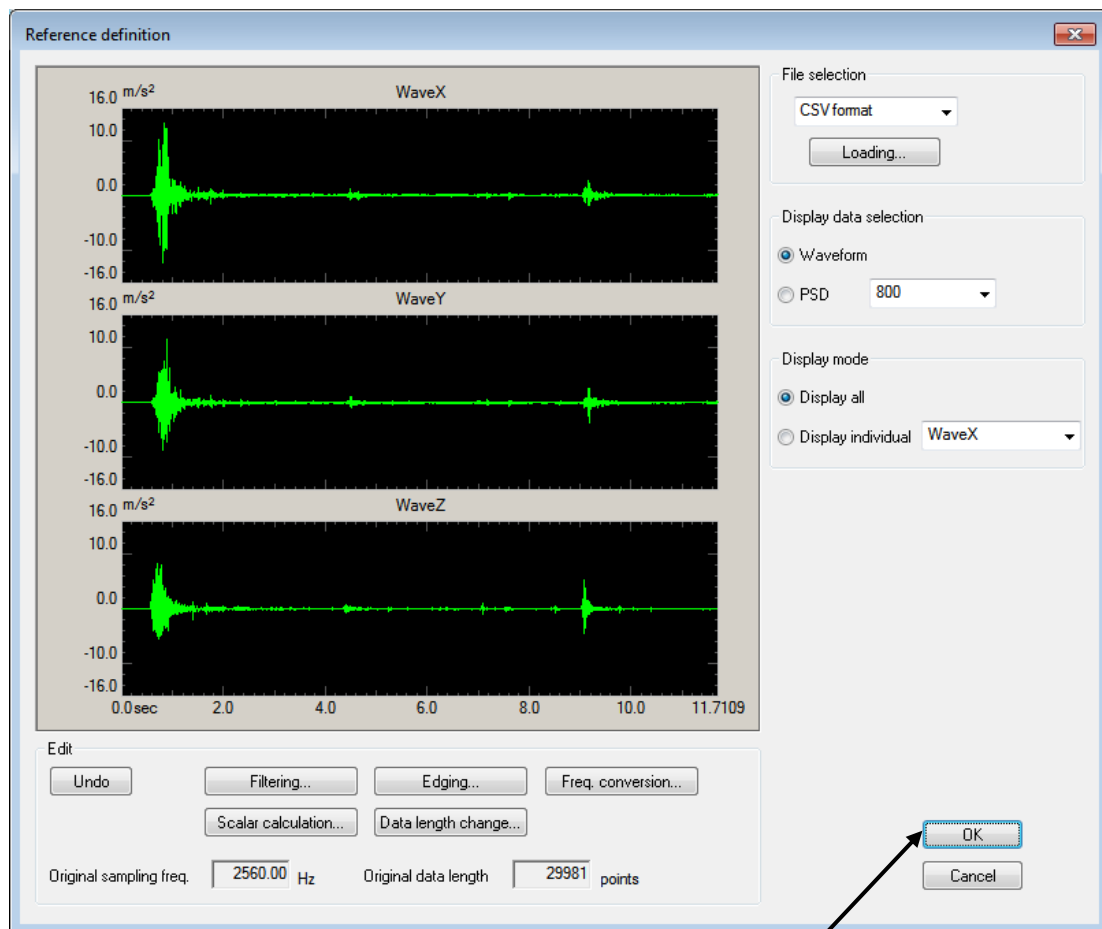 Reference definition
16.0 m/s²
WaveX
10.0
0.0
-10.0
-16.0
16.0 m/s²
WaveY
10.0
0.0
-10.0
-16.0
16.0 m/s²
WaveZ
10.0
0.0
-10.0
-16.0
0.0sec 2.0 4.0 6.0 8.0 10.0 11.7109
File selection
CSV format
Loading...
Display data selection
Waveform
PSD 800
Display mode
Display all
Display individual WaveX
Edit
Undo Filtering... Edging... Freq. conversion...
Scalar calculation... Data length change...
Original sampling freq. 2560.00 Hz Original data length 29981 points
OK
Cancel